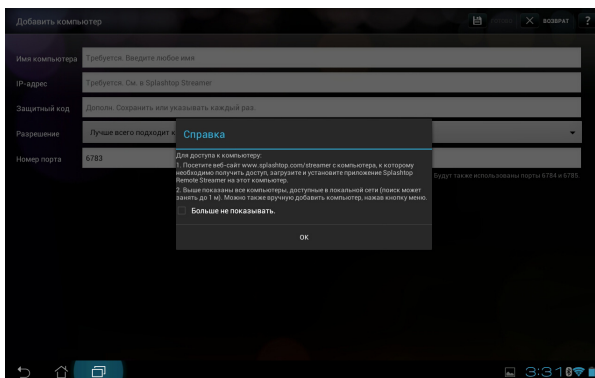 Добавить компьютер
ВОЗВРАТ ?
Имя компьютера Требуется. Введите любое имя
IP-адрес Требуется. См. в Splashtop Streamer
Защитный код Дополн. Сохранить или указывать каждый раз.
Разрешение Лучше всего подходит к
Номер порта 6783
Будут также использованы порты 6784 и 6785.
Справка
Для доступа к компьютеру:
1. Посетите веб-сайт www.splashtop.com/streamer с компьютера, к которому
необходимо получить доступ, загрузите и установите приложение Splashtop
Remote Streamer на этот компьютер.
2. Выше показаны все компьютеры, доступные в локальной сети (поиск может
занять до 1 м). Можно также вручную добавить компьютер, нажав кнопку меню.
Больше не показывать.
ОК
3:31